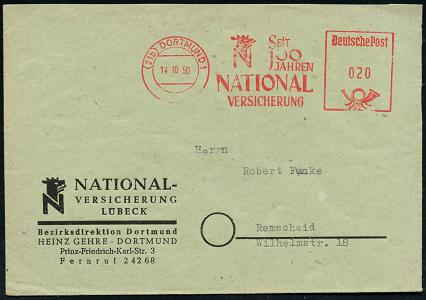 (21b) DORTMUND 1
14 10 50
SEIT
100
JAHREN
NATIONAL
VERSICHERUNG
Deutsche Post
020
Herrn
Robert Funke
Remscheid
Wilhelmstr. 18
NATIONAL-
VERSICHERUNG
LÜBECK
Bezirksdirektion Dortmund
HEINZ GEHRE · DORTMUND
Prinz-Friedrich-Karl-Str. 3
Fernruf 24268